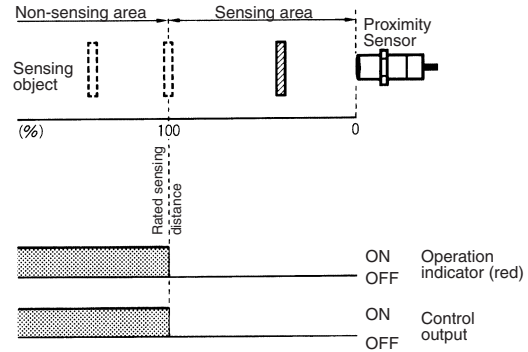 Non-sensing area
Sensing area
Proximity
Sensor
Sensing
object
(%)
100
0
Rated sensing
distance
ON
OFF
Operation
indicator (red)
ON
OFF
Control
output